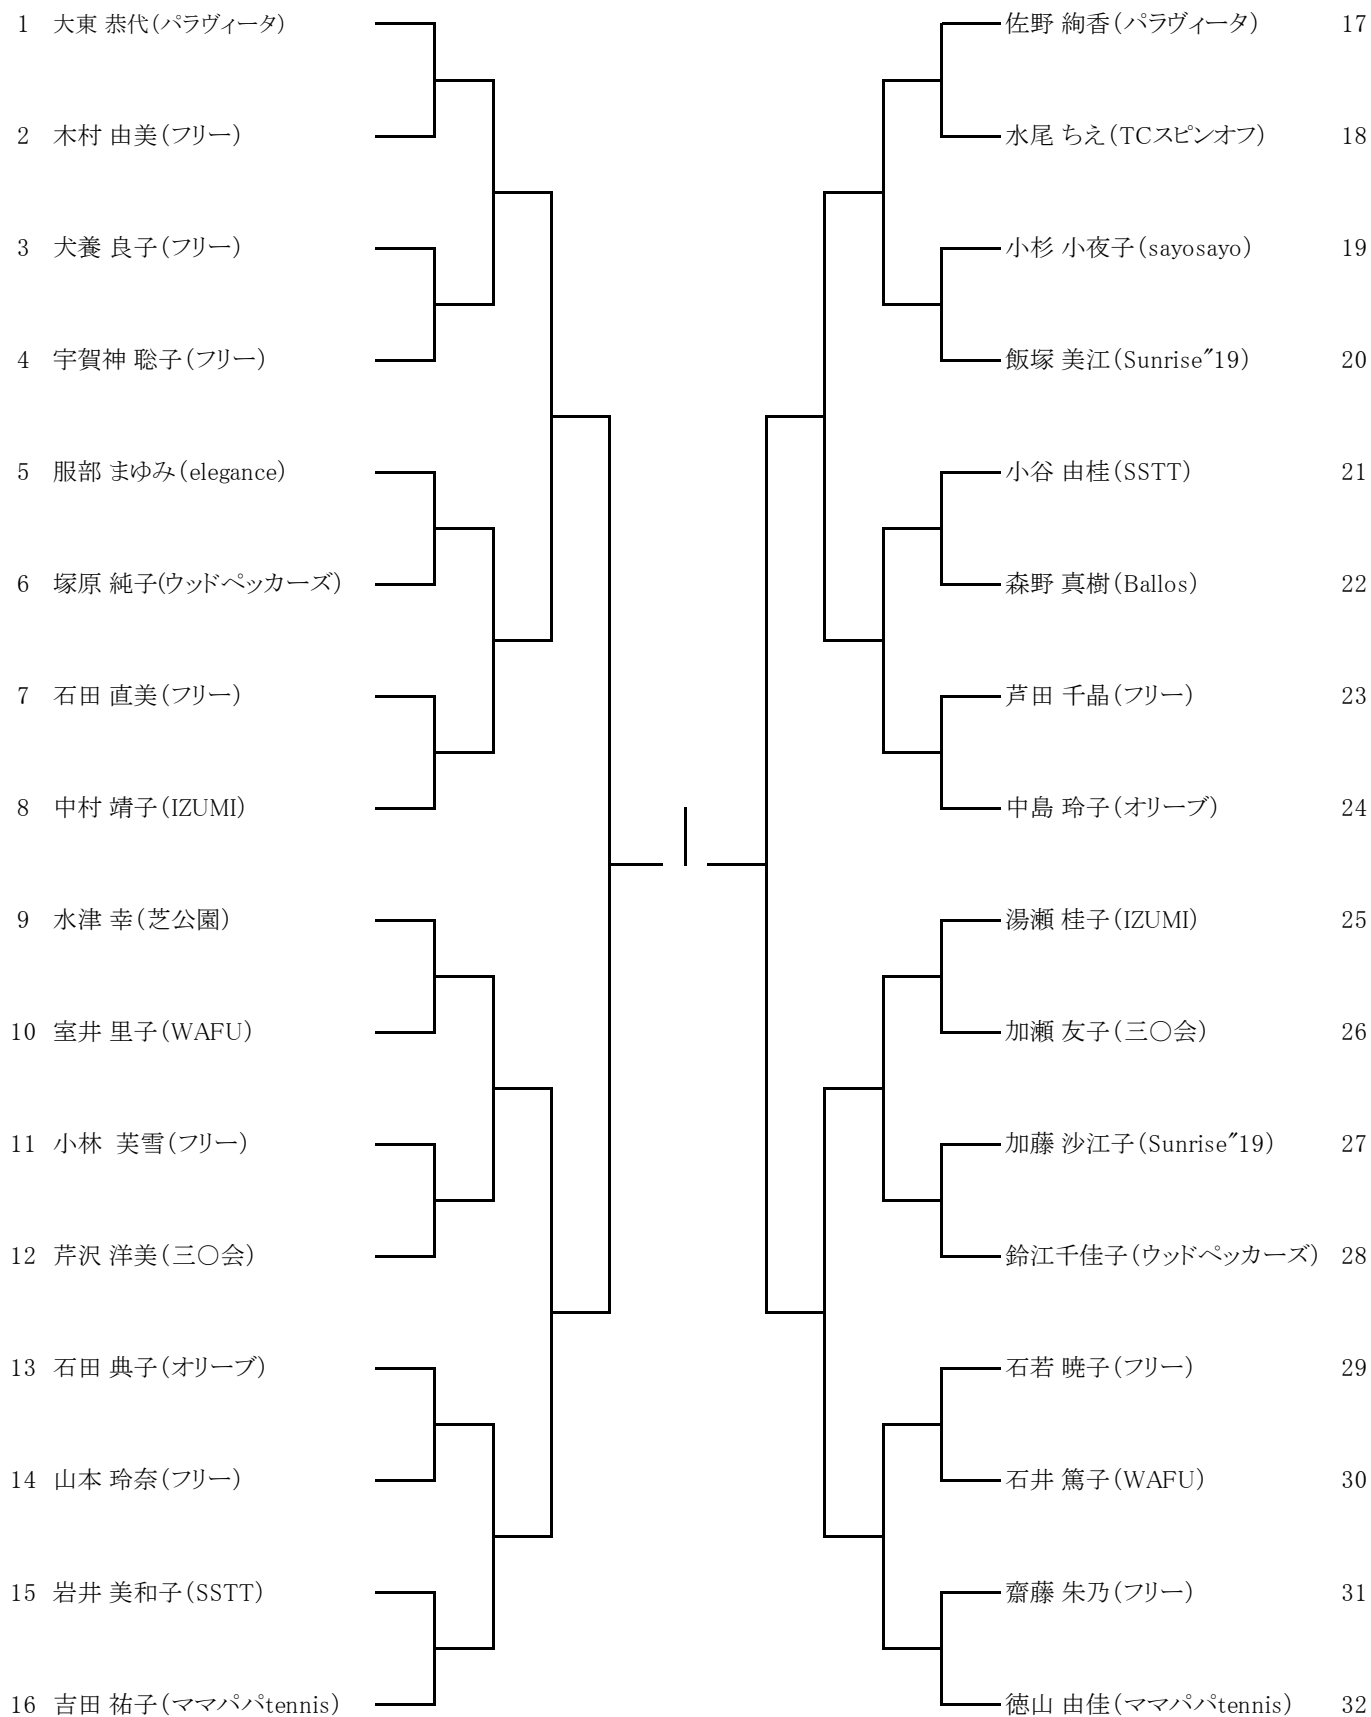 1 大東 恭代(パラヴィータ)
2 木村 由美(フリー)
3 犬養 良子(フリー)
4 宇賀神 聡子(フリー)
5 服部 まゆみ(elegance)
6 塚原 純子(ウッドペッカーズ)
7 石田 直美(フリー)
8 中村 靖子(IZUMI)
9 水津 幸(芝公園)
10 室井 里子(WAFU)
11 小林 芙雪(フリー)
12 芹沢 洋美(三〇会)
13 石田 典子(オリーブ)
14 山本 玲奈(フリー)
15 岩井 美和子(SSTT)
16 吉田 祐子(ママパパtennis)
佐野 絢香(パラヴィータ) 17
水尾 ちえ(TCスピンオフ) 18
小杉 小夜子(sayosayo) 19
飯塚 美江(Sunrise"19) 20
小谷 由桂(SSTT) 21
森野 真樹(Ballos) 22
芦田 千晶(フリー) 23
中島 玲子(オリーブ) 24
湯瀬 桂子(IZUMI) 25
加瀬 友子(三〇会) 26
加藤 沙江子(Sunrise"19) 27
鈴江千佳子(ウッドペッカーズ) 28
石若 暁子(フリー) 29
石井 篤子(WAFU) 30
齋藤 朱乃(フリー) 31
徳山 由佳(ママパパtennis) 32